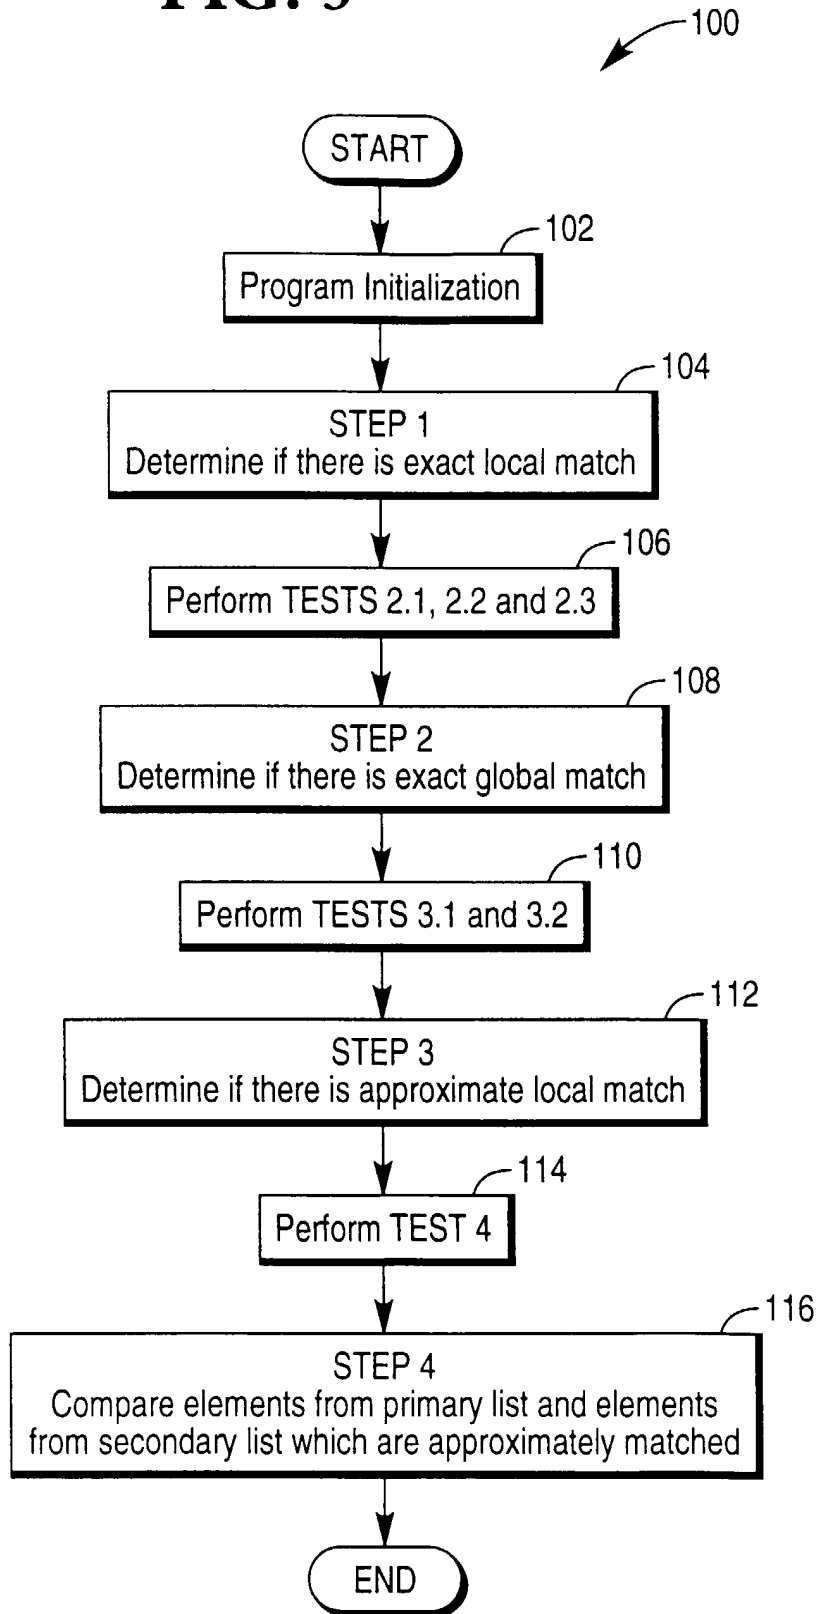 100
START
102
Program Initialization
104
STEP 1
Determine if there is exact local match
106
Perform TESTS 2.1, 2.2 and 2.3
108
STEP 2
Determine if there is exact global match
110
Perform TESTS 3.1 and 3.2
112
STEP 3
Determine if there is approximate local match
114
Perform TEST 4
116
STEP 4
Compare elements from primary list and elements
from secondary list which are approximately matched
END